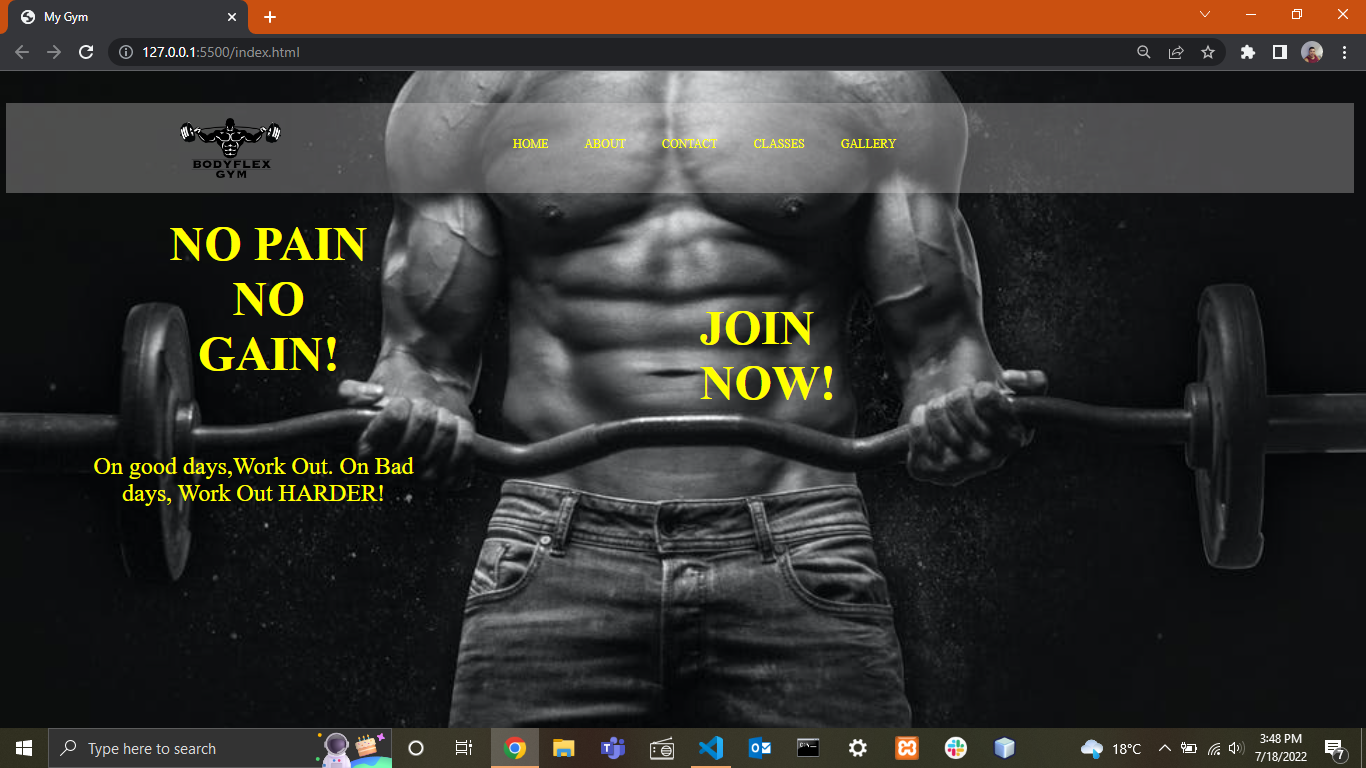 My Gym
127.0.0.1:5500/index.html
BODYFLEX
GYM
HOME ABOUT CONTACT CLASSES GALLERY
NO PAIN
NO
GAIN!
JOIN
NOW!
On good days,Work Out. On Bad
days, Work Out HARDER!
Type here to search
18°C
3:48 PM
7/18/2022
7